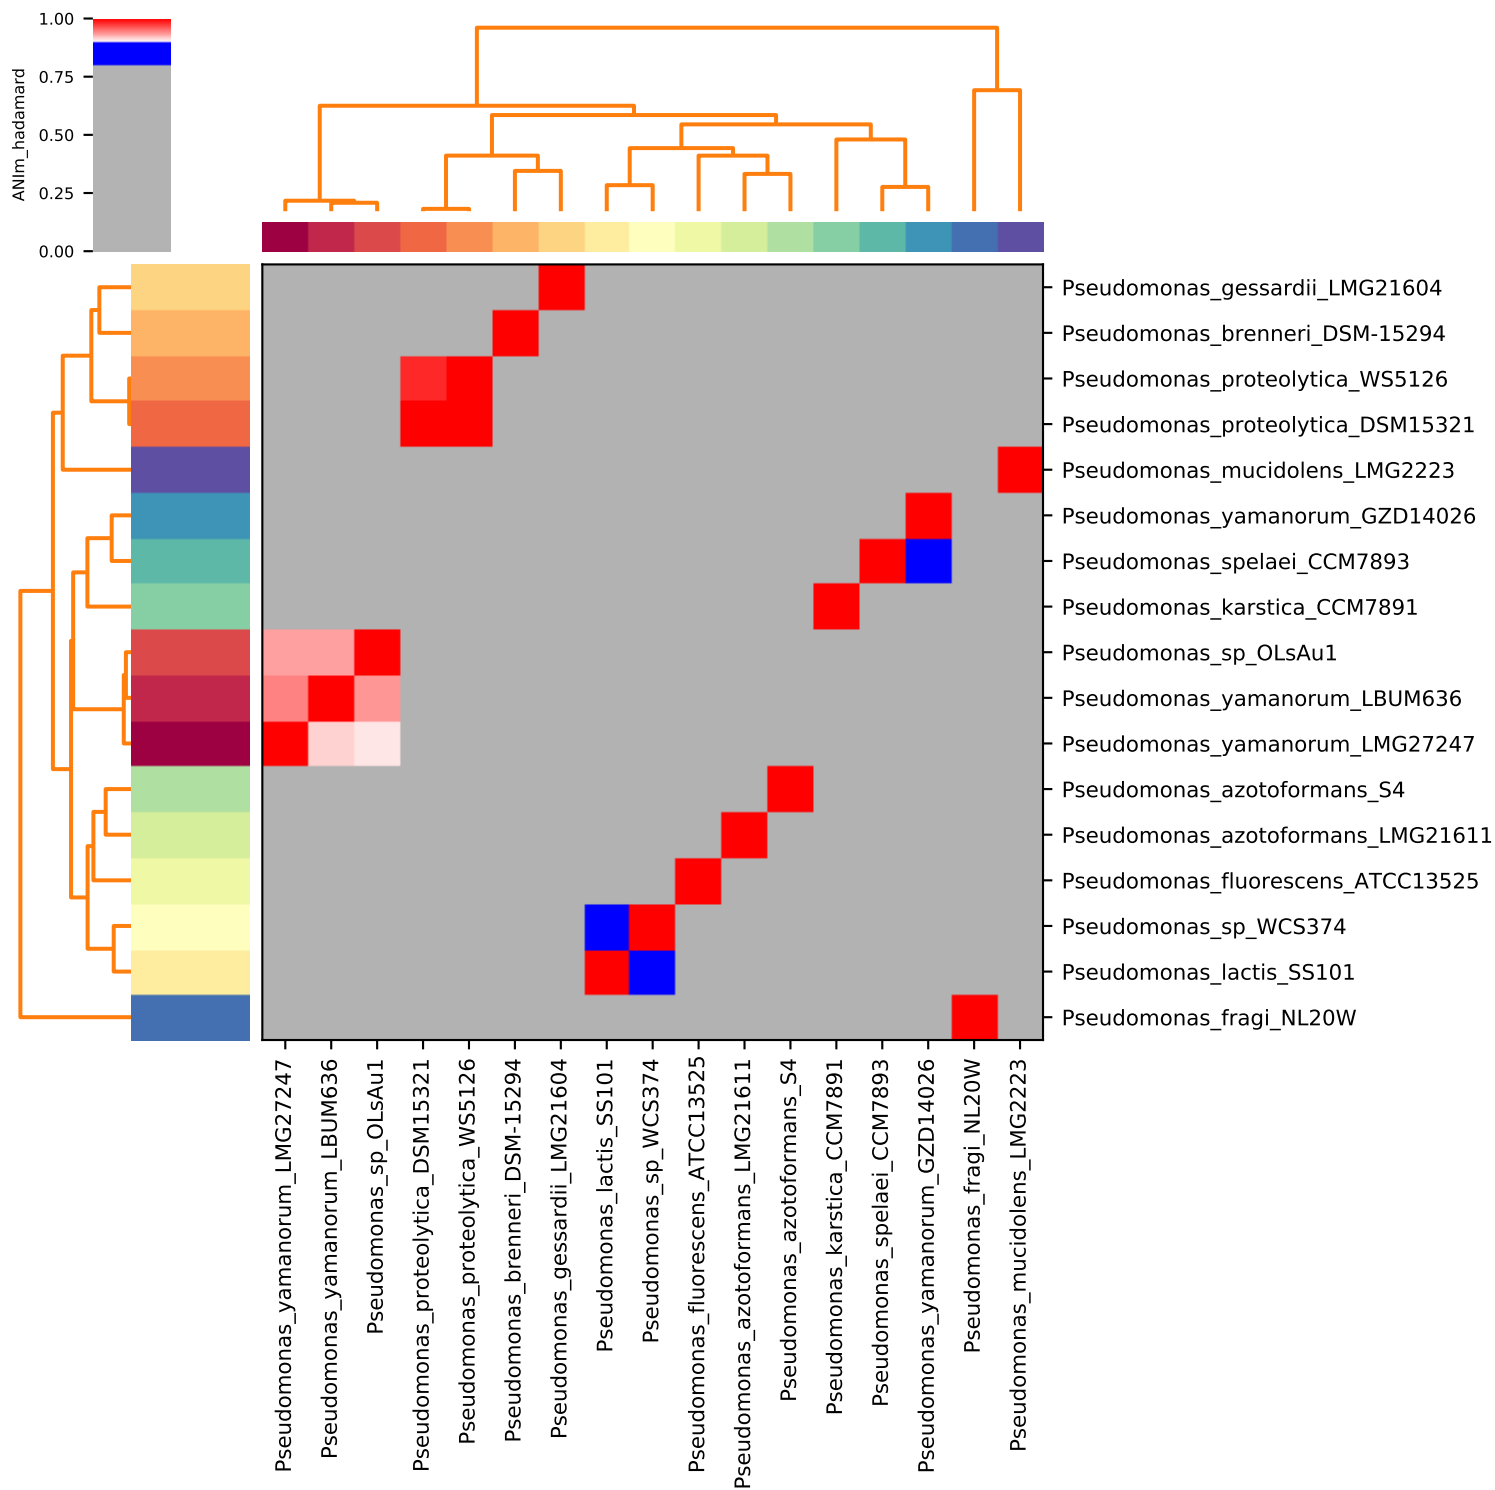 1.00
0.75
0.50
0.25
0.00
ANIm_hadamard
Pseudomonas_gessardii_LMG21604
Pseudomonas_brenneri_DSM-15294
Pseudomonas_proteolytica_WS5126
Pseudomonas_proteolytica_DSM15321
Pseudomonas_mucidolens_LMG2223
Pseudomonas_yamanorum_GZD14026
Pseudomonas_spelaei_CCM7893
Pseudomonas_karstica_CCM7891
Pseudomonas_sp_OLsAu1
Pseudomonas_yamanorum_LBUM636
Pseudomonas_yamanorum_LMG27247
Pseudomonas_azotoformans_S4
Pseudomonas_azotoformans_LMG21611
Pseudomonas_fluorescens_ATCC13525
Pseudomonas_sp_WCS374
Pseudomonas_lactis_SS101
Pseudomonas_fragi_NL20W
Pseudomonas_yamanorum_LMG27247
Pseudomonas_yamanorum_LBUM636
Pseudomonas_sp_OLsAu1
Pseudomonas_proteolytica_DSM15321
Pseudomonas_proteolytica_WS5126
Pseudomonas_brenneri_DSM-15294
Pseudomonas_gessardii_LMG21604
Pseudomonas_lactis_SS101
Pseudomonas_sp_WCS374
Pseudomonas_fluorescens_ATCC13525
Pseudomonas_azotoformans_LMG21611
Pseudomonas_azotoformans_S4
Pseudomonas_karstica_CCM7891
Pseudomonas_spelaei_CCM7893
Pseudomonas_yamanorum_GZD14026
Pseudomonas_fragi_NL20W
Pseudomonas_mucidolens_LMG2223